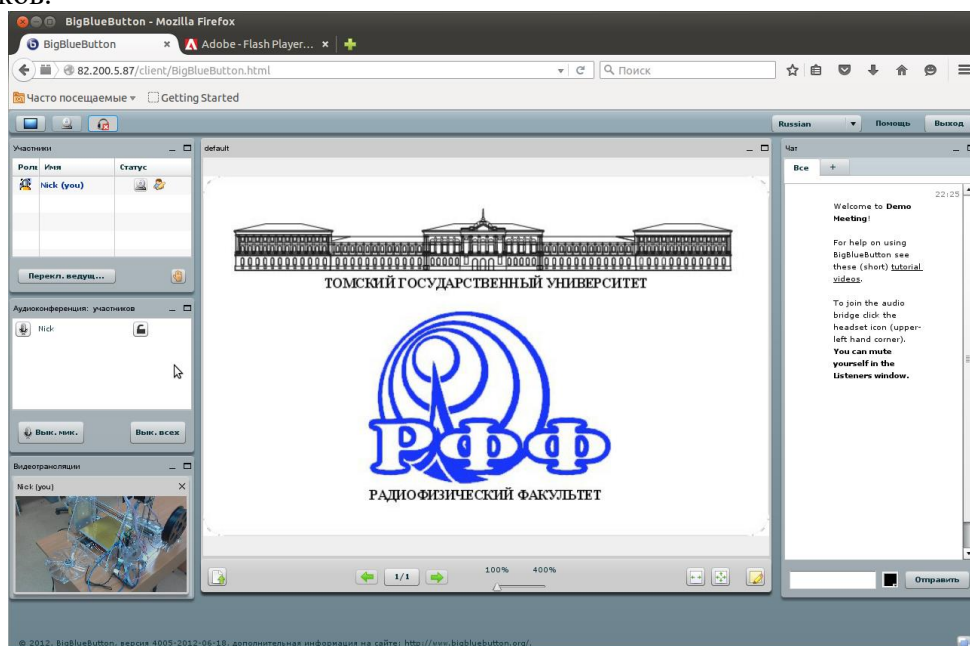 ков.
BigBlueButton - Mozilla Firefox
BigBlueButton × Adobe - Flash Player... ×
82.200.5.87/client/BigBlueButton.html Поиск
Часто посещаемые Getting Started
Russian Помощь Выход
Участники
Роль Имя Статус
Nick (you)
Перекл. ведущ...
Аудиоконференция: участников
Nick
Вык. мик. Вык. всех
Видеотрансляции
Nick (you)
default
ТОМСКИЙ ГОСУДАРСТВЕННЫЙ УНИВЕРСИТЕТ
РФФ
РАДИОФИЗИЧЕСКИЙ ФАКУЛЬТЕТ
1/1 100% 400%
Чат
Все +
22:25
Welcome to Demo
Meeting!
For help on using
BigBlueButton see
these (short) tutorial
videos.
To join the audio
bridge click the
headset icon (upper-
left hand corner).
You can mute
yourself in the
Listeners window.
Отправить
© 2012, BigBlueButton, версия 4005-2012-06-18, дополнительная информация на сайте: http://www.bigbluebutton.org/.